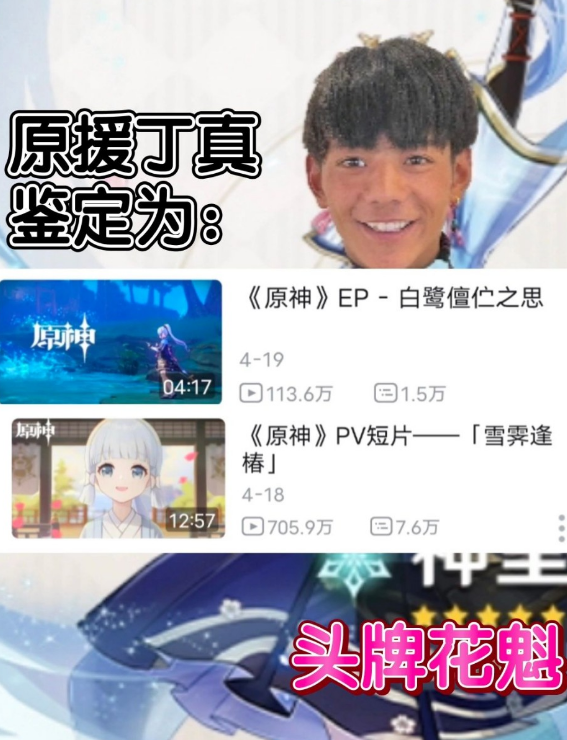 原援丁真
鉴定为：
原神
04:17
《原神》EP - 白鹭儃伫之思
4-19
113.6万
1.5万
原神
12:57
《原神》PV短片——「雪霁逢
椿」
4-18
705.9万
7.6万
神里
头牌花魁